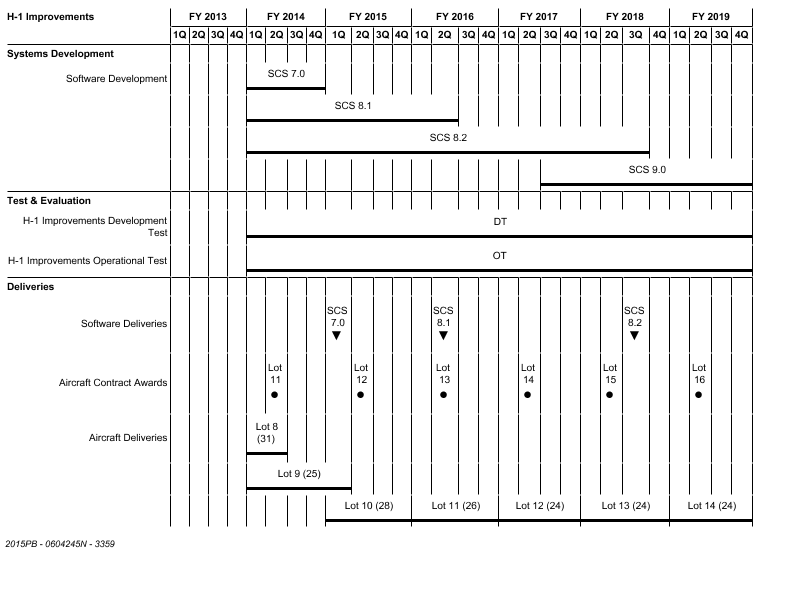 H-1 Improvements FY 2013 FY 2014 FY 2015 FY 2016 FY 2017 FY 2018 FY 2019
1Q 2Q 3Q 4Q 1Q 2Q 3Q 4Q 1Q 2Q 3Q 4Q 1Q 2Q 3Q 4Q 1Q 2Q 3Q 4Q 1Q 2Q 3Q 4Q 1Q 2Q 3Q 4Q
Systems Development
Software Development SCS 7.0
SCS 8.1
SCS 8.2
SCS 9.0
Test & Evaluation
H-1 Improvements Development
Test
DT
H-1 Improvements Operational Test OT
Deliveries
Software Deliveries
SCS SCS SCS
7.0 8.1 8.2
Aircraft Contract Awards
Lot Lot Lot Lot Lot Lot
11 12 13 14 15 16
Aircraft Deliveries
Lot 8
(31)
Lot 9 (25)
Lot 10 (28) Lot 11 (26) Lot 12 (24) Lot 13 (24) Lot 14 (24)
2015PB - 0604245N - 3359